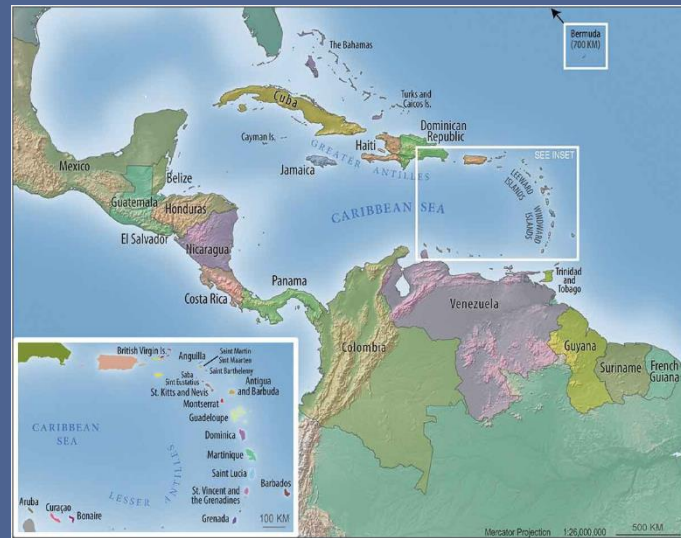 Bermuda
(700 KM)
The Bahamas
Turks and
Caicos Is.
Cuba
Cayman Is.
Haiti
Dominican
Republic
Jamaica
GREATER ANTILLES
SEE INSET
LEEWARD
ISLANDS
WINDWARD
ISLANDS
CARIBBEAN SEA
Mexico
Belize
Guatemala
Honduras
El Salvador
Nicaragua
Costa Rica
Panama
Trinidad
and
Tobago
Venezuela
Colombia
Guyana
Suriname
French
Guiana
British Virgin Is.
Anguilla
Saint Martin
Sint Maarten
Saint Barthelemy
Saba
Sint Eustatius
St. Kitts and Nevis
Antigua
and Barbuda
Montserrat
Guadeloupe
Dominica
Martinique
Saint Lucia
St. Vincent and
the Grenadines
Barbados
Grenada
CARIBBEAN
SEA
LESSER ANTILLES
Aruba
Curaçao
Bonaire
100 KM
Mercator Projection
1:26,000,000
500 KM